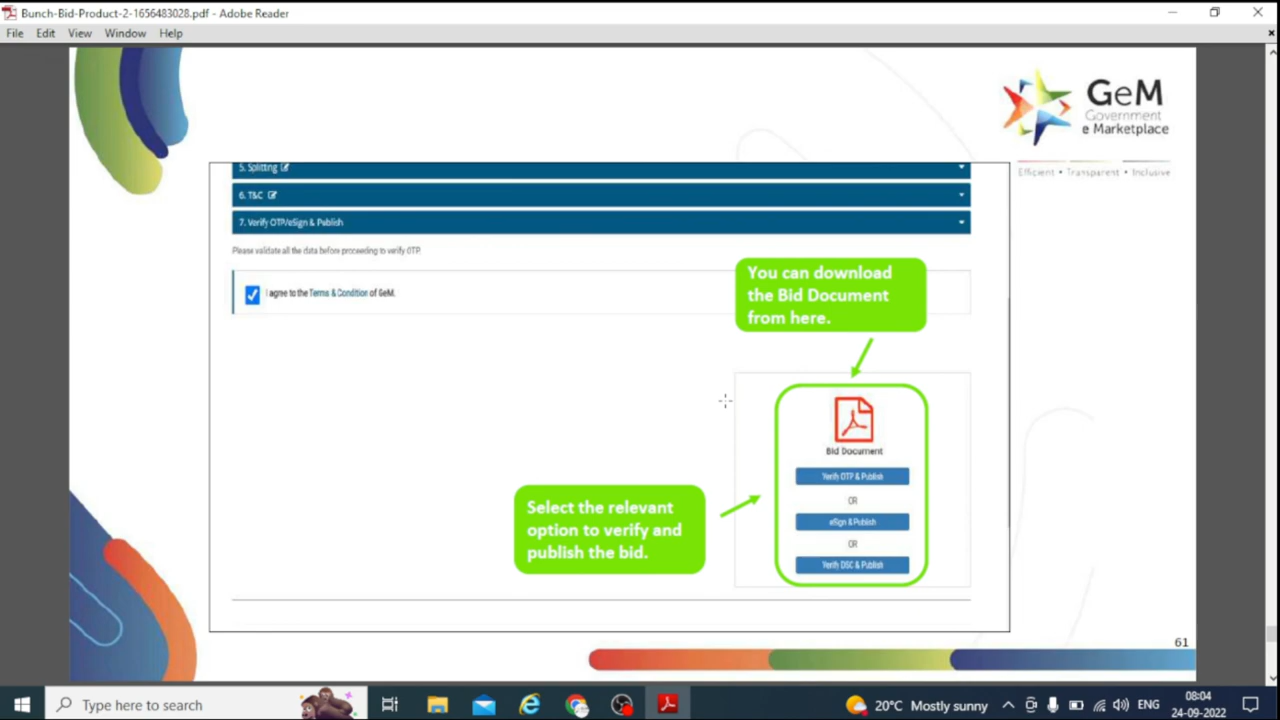 Bunch-Bid-Product-2-1656483028.pdf - Adobe Reader
File Edit View Window Help
GeM
Government
e Marketplace
Efficient • Transparent • Inclusive
5. Splitting
6. T&C
7. Verify OTP/eSign & Publish
Please validate all the data before proceeding to verify OTP.
I agree to the Terms & Condition of GeM.
You can download
the Bid Document
from here.
Bid Document
Verify OTP & Publish
OR
eSign & Publish
OR
Verify DSC & Publish
Select the relevant
option to verify and
publish the bid.
61
Type here to search
20°C Mostly sunny
ENG
08:04
24-09-2022